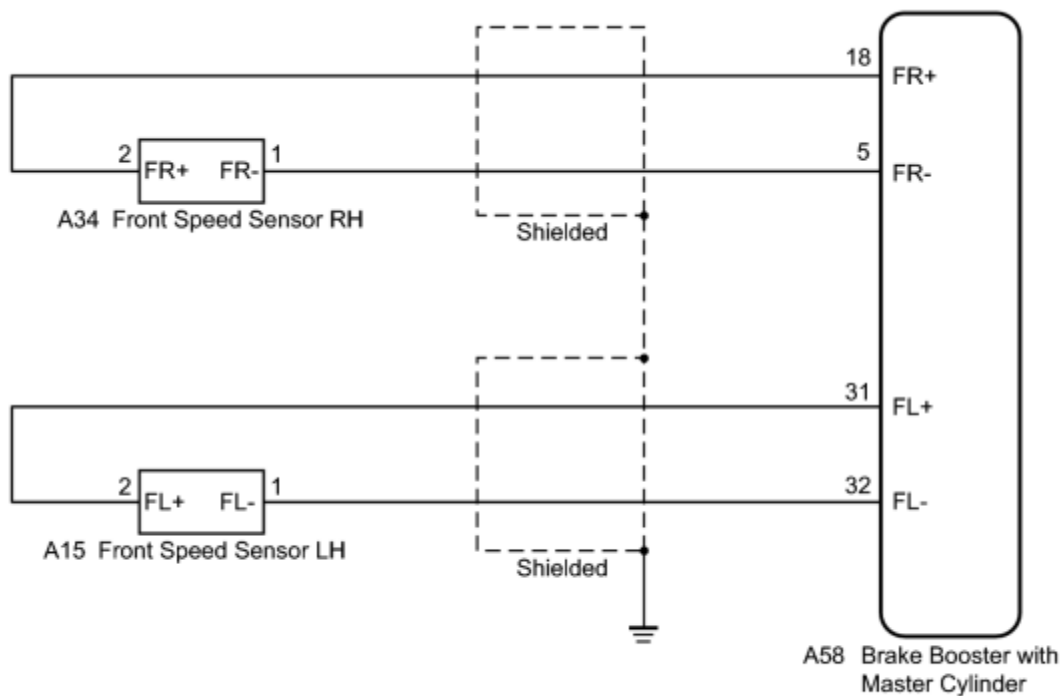 18 FR+
2 FR+ FR- 1 5 FR-
A34 Front Speed Sensor RH
Shielded
31 FL+
2 FL+ FL- 1 32 FL-
A15 Front Speed Sensor LH
Shielded
A58 Brake Booster with
Master Cylinder